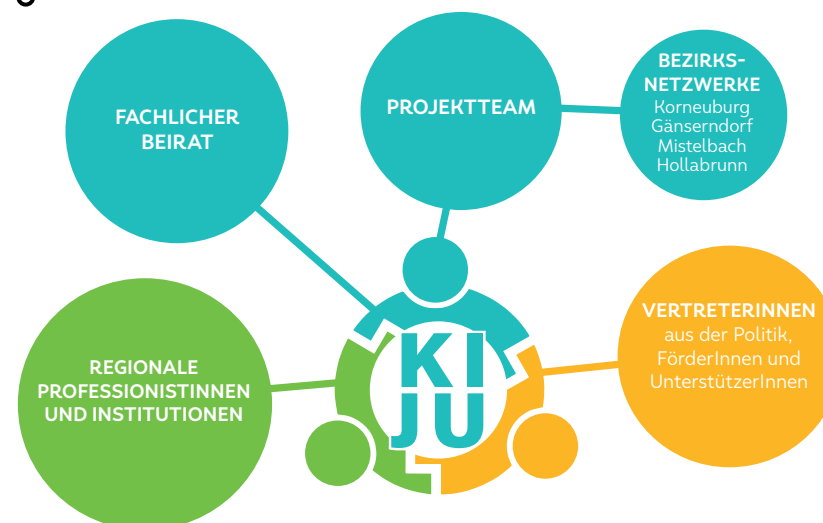 FACHLICHER
BEIRAT
PROJEKTTEAM
BEZIRKS-
NETZWERKE
Korneuburg
Gänserndorf
Mistelbach
Hollabrunn
REGIONALE
PROFESSIONISTINNEN
UND INSTITUTIONEN
KI
JU
VERTRETERINNEN
aus der Politik,
FörderInnen und
UnterstützerInnen